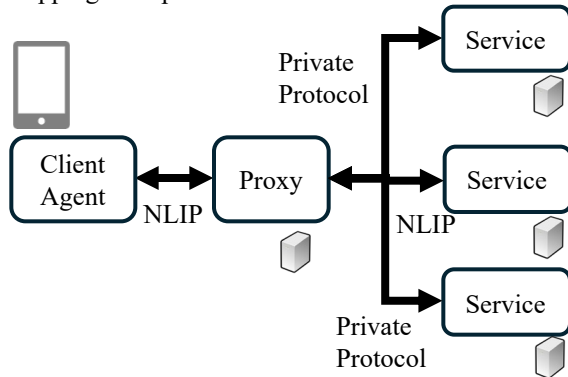 Service
Private
Protocol
Client
Agent
NLIP
Proxy
Service
NLIP
Service
Private
Protocol